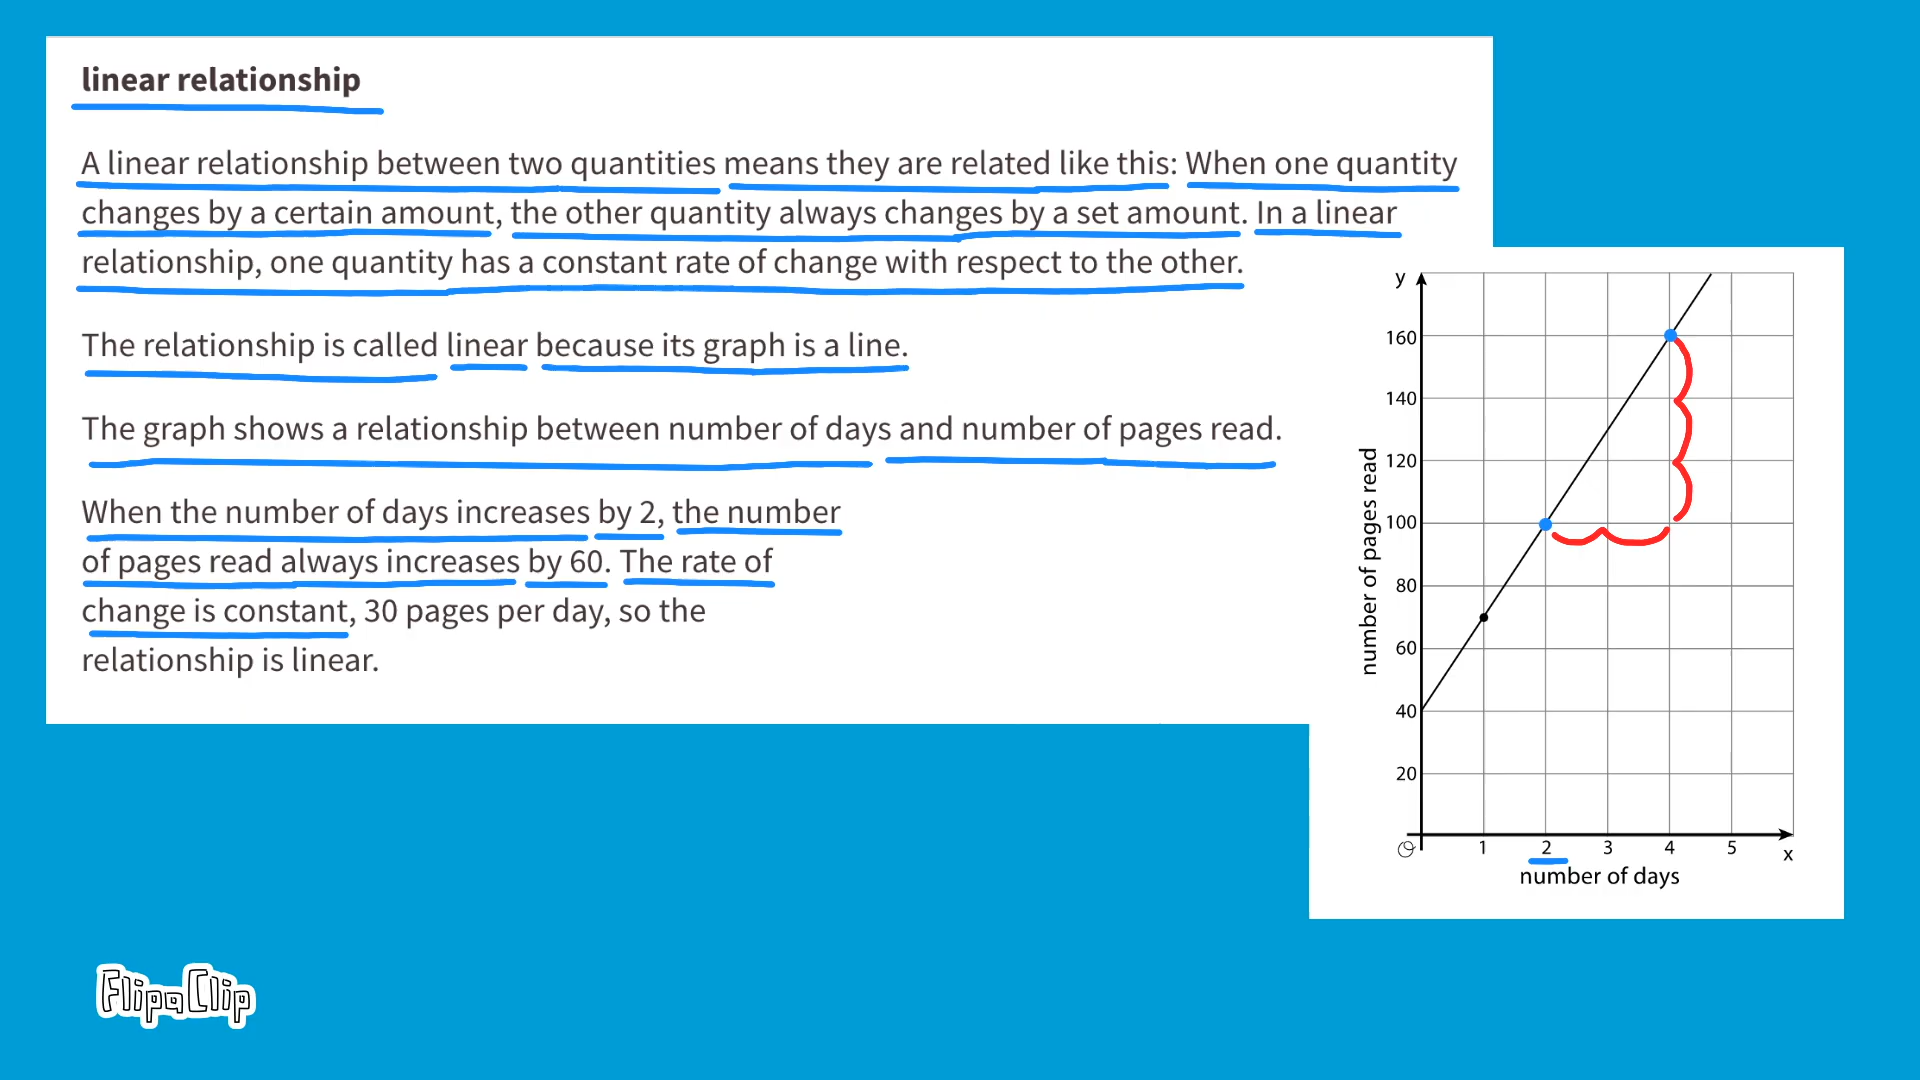 linear relationship
A linear relationship between two quantities means they are related like this: When one quantity
changes by a certain amount, the other quantity always changes by a set amount. In a linear
relationship, one quantity has a constant rate of change with respect to the other.
The relationship is called linear because its graph is a line.
The graph shows a relationship between number of days and number of pages read.
When the number of days increases by 2, the number
of pages read always increases by 60. The rate of
change is constant, 30 pages per day, so the
relationship is linear.
y
160
140
120
100
80
60
40
20
number of pages read
O
1 2 3 4 5
x
number of days
FlipaClip